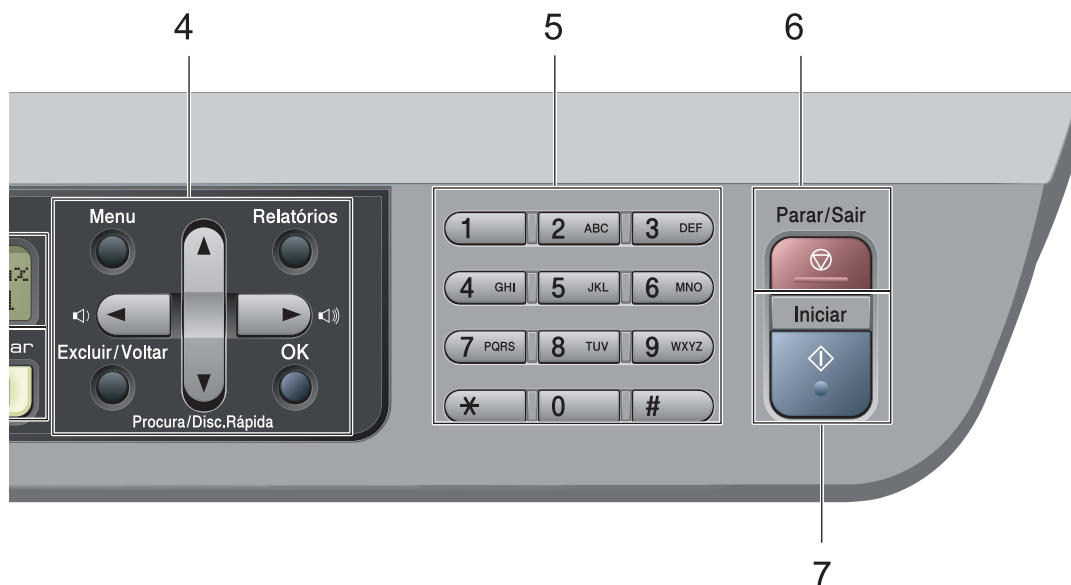 4 5 6
Menu Relatórios
Excluir/Voltar OK
Procura/Disc.Rápida
1 2 ABC 3 DEF
4 GHI 5 JKL 6 MNO
7 PQRS 8 TUV 9 WXYZ
* 0 #
Parar/Sair
Iniciar
7